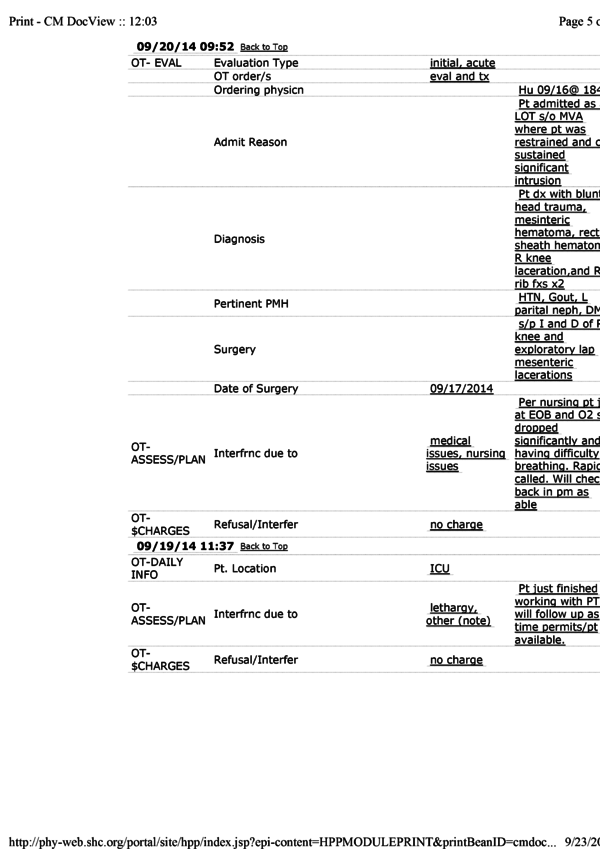 Print - CM DocView :: 12:03
Page 5
09/20/14 09:52 Back to Top
OT- EVAL Evaluation Type initial, acute
OT order/s eval and tx
Ordering physicn Hu 09/16@ 184
Admit Reason
Pt admitted as
LOT s/o MVA
where pt was
restrained and
sustained
significant
intrusion
Diagnosis
Pt dx with blunt
head trauma,
mesinteric
hematoma, rect
sheath hematom
R knee
laceration,and R
rib fxs x2
Pertinent PMH
HTN, Gout, L
parital neph, DM
Surgery
s/p I and D of
knee and
exploratory lap
mesenteric
lacerations
Date of Surgery 09/17/2014
OT-
ASSESS/PLAN
Interfrnc due to
medical
issues, nursing
issues
Per nursing pt
at EOB and O2 s
dropped
significantly and
having difficulty
breathing. Rapid
called. Will chec
back in pm as
able
OT-
$CHARGES
Refusal/Interfer no charge
09/19/14 11:37 Back to Top
OT-DAILY
INFO
Pt. Location ICU
OT-
ASSESS/PLAN
Interfrnc due to
lethargy,
other (note)
Pt just finished
working with PT
will follow up as
time permits/pt
available.
OT-
$CHARGES
Refusal/Interfer no charge
http://phy-web.shc.org/portal/site/hpp/index.jsp?epi-content=HPPMODULEPRINT&printBeanID=cmdoc... 9/23/20